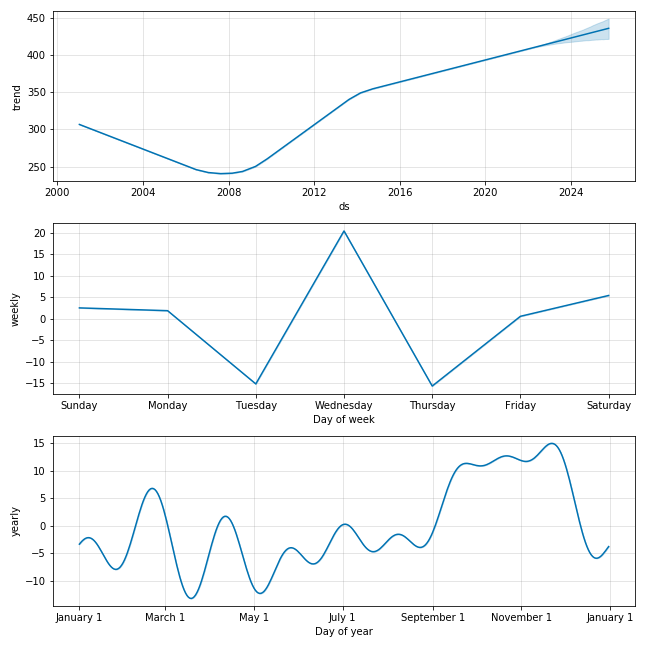 450
400
350
300
250
trend
2000 2004 2008 2012 2016 2020 2024
ds
20
15
10
5
0
−5
−10
−15
weekly
Sunday Monday Tuesday Wednesday Thursday Friday Saturday
Day of week
15
10
5
0
−5
−10
yearly
January 1 March 1 May 1 July 1 September 1 November 1 January 1
Day of year